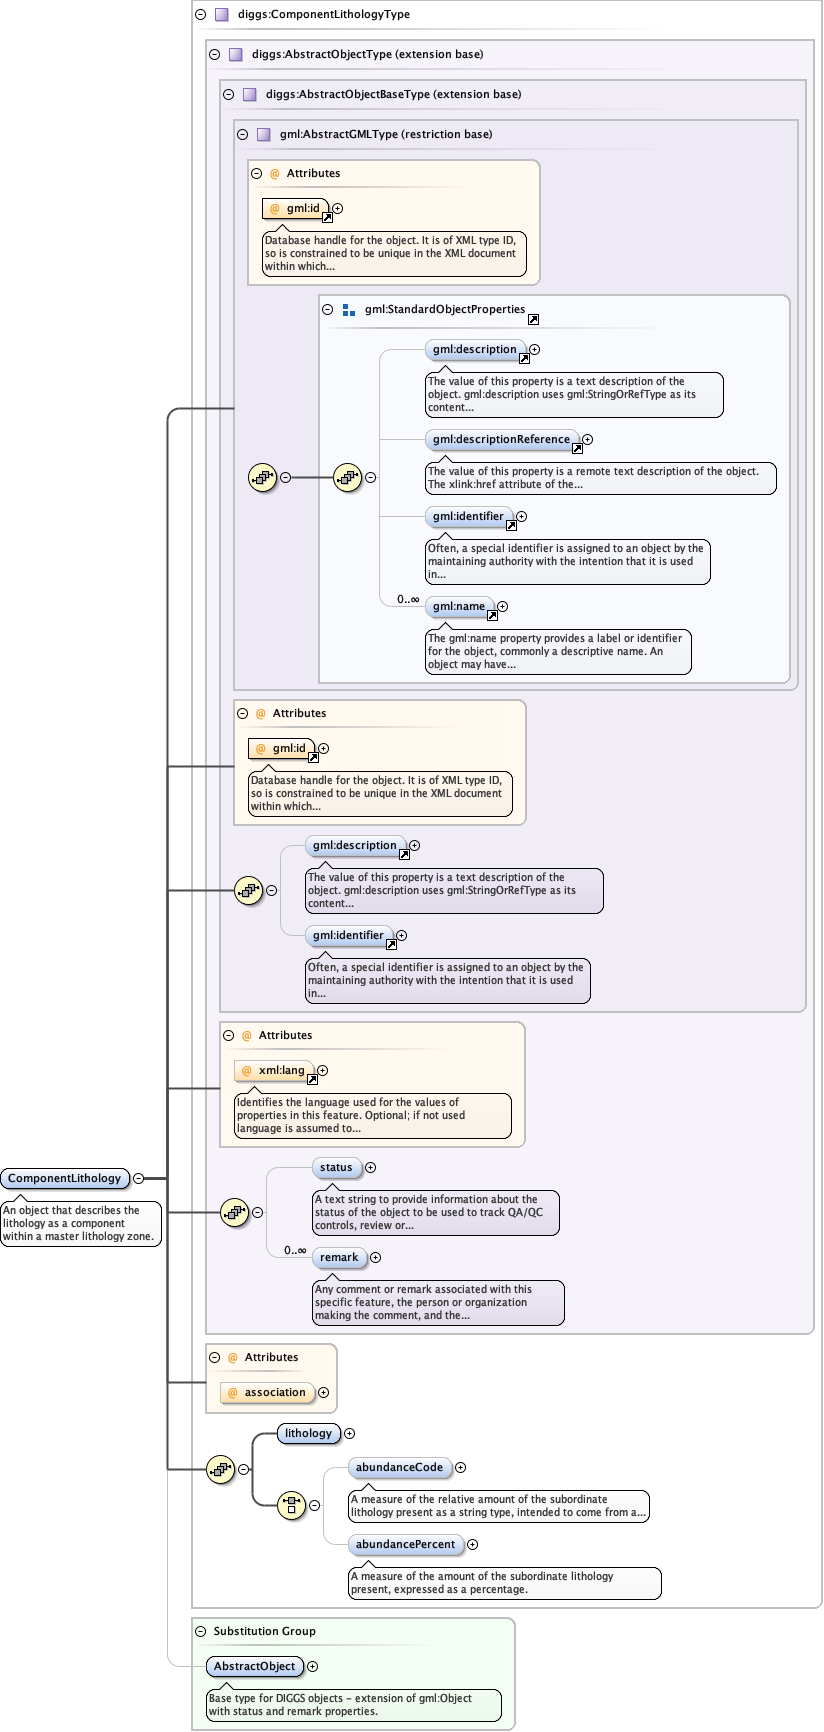 diggs:ComponentLithologyType
diggs:AbstractObjectType (extension base)
diggs:AbstractObjectBaseType (extension base)
gml:AbstractGMLType (restriction base)
@ Attributes
@ gml:id
Database handle for the object. It is of XML type ID,
so is constrained to be unique in the XML document
within which...
gml:StandardObjectProperties
gml:description
The value of this property is a text description of the
object. gml:description uses gml:StringOrRefType as its
content...
gml:descriptionReference
The value of this property is a remote text description of the object.
The xlink:href attribute of the...
gml:identifier
Often, a special identifier is assigned to an object by the
maintaining authority with the intention that it is used
in...
0..∞
gml:name
The gml:name property provides a label or identifier
for the object, commonly a descriptive name. An
object may have...
@ Attributes
@ gml:id
Database handle for the object. It is of XML type ID,
so is constrained to be unique in the XML document
within which...
gml:description
The value of this property is a text description of the
object. gml:description uses gml:StringOrRefType as its
content...
gml:identifier
Often, a special identifier is assigned to an object by the
maintaining authority with the intention that it is used
in...
@ Attributes
@ xml:lang
Identifies the language used for the values of
properties in this feature. Optional; if not used
language is assumed to...
ComponentLithology
An object that describes the
lithology as a component
within a master lithology zone.
status
A text string to provide information about the
status of the object to be used to track QA/QC
controls, review or...
0..∞
remark
Any comment or remark associated with this
specific feature, the person or organization
making the comment, and the...
@ Attributes
@ association
lithology
abundanceCode
A measure of the relative amount of the subordinate
lithology present as a string type, intended to come from a...
abundancePercent
A measure of the amount of the subordinate lithology
present, expressed as a percentage.
Substitution Group
AbstractObject
Base type for DIGGS objects - extension of gml:Object
with status and remark properties.